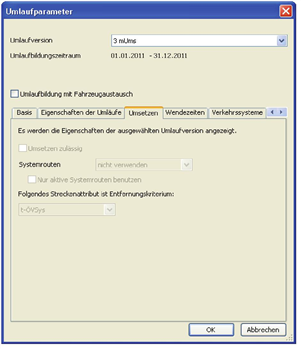 Umlaufparameter
Umlaufversion
3 mUms
Umlaufbildungszeitraum
01.01.2011 - 31.12.2011
Umlaufbildung mit Fahrzeugaustausch
Basis
Eigenschaften der Umläufe
Umsetzen
Wendezeiten
Verkehrssysteme
Es werden die Eigenschaften der ausgewählten Umlaufversion angezeigt.
Umsetzen zulässig
Systemrouten
nicht verwenden
Nur aktive Systemrouten benutzen
Folgendes Streckenattribut ist Entfernungskriterium:
t-ÖVSys
OK
Abbrechen